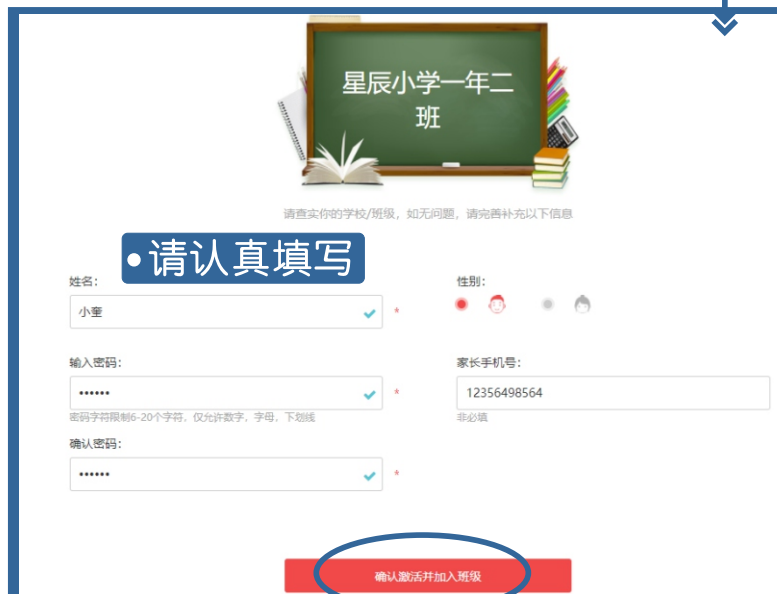 星辰小学一年二
班
请查实你的学校/班级，如无问题，请完善补充以下信息
•请认真填写
姓名：
性别：
小奎
*
输入密码：
家长手机号：
••••••
*
12356498564
密码字符限制6-20个字符，仅允许数字，字母，下划线
非必填
确认密码：
••••••
*
确认激活并加入班级